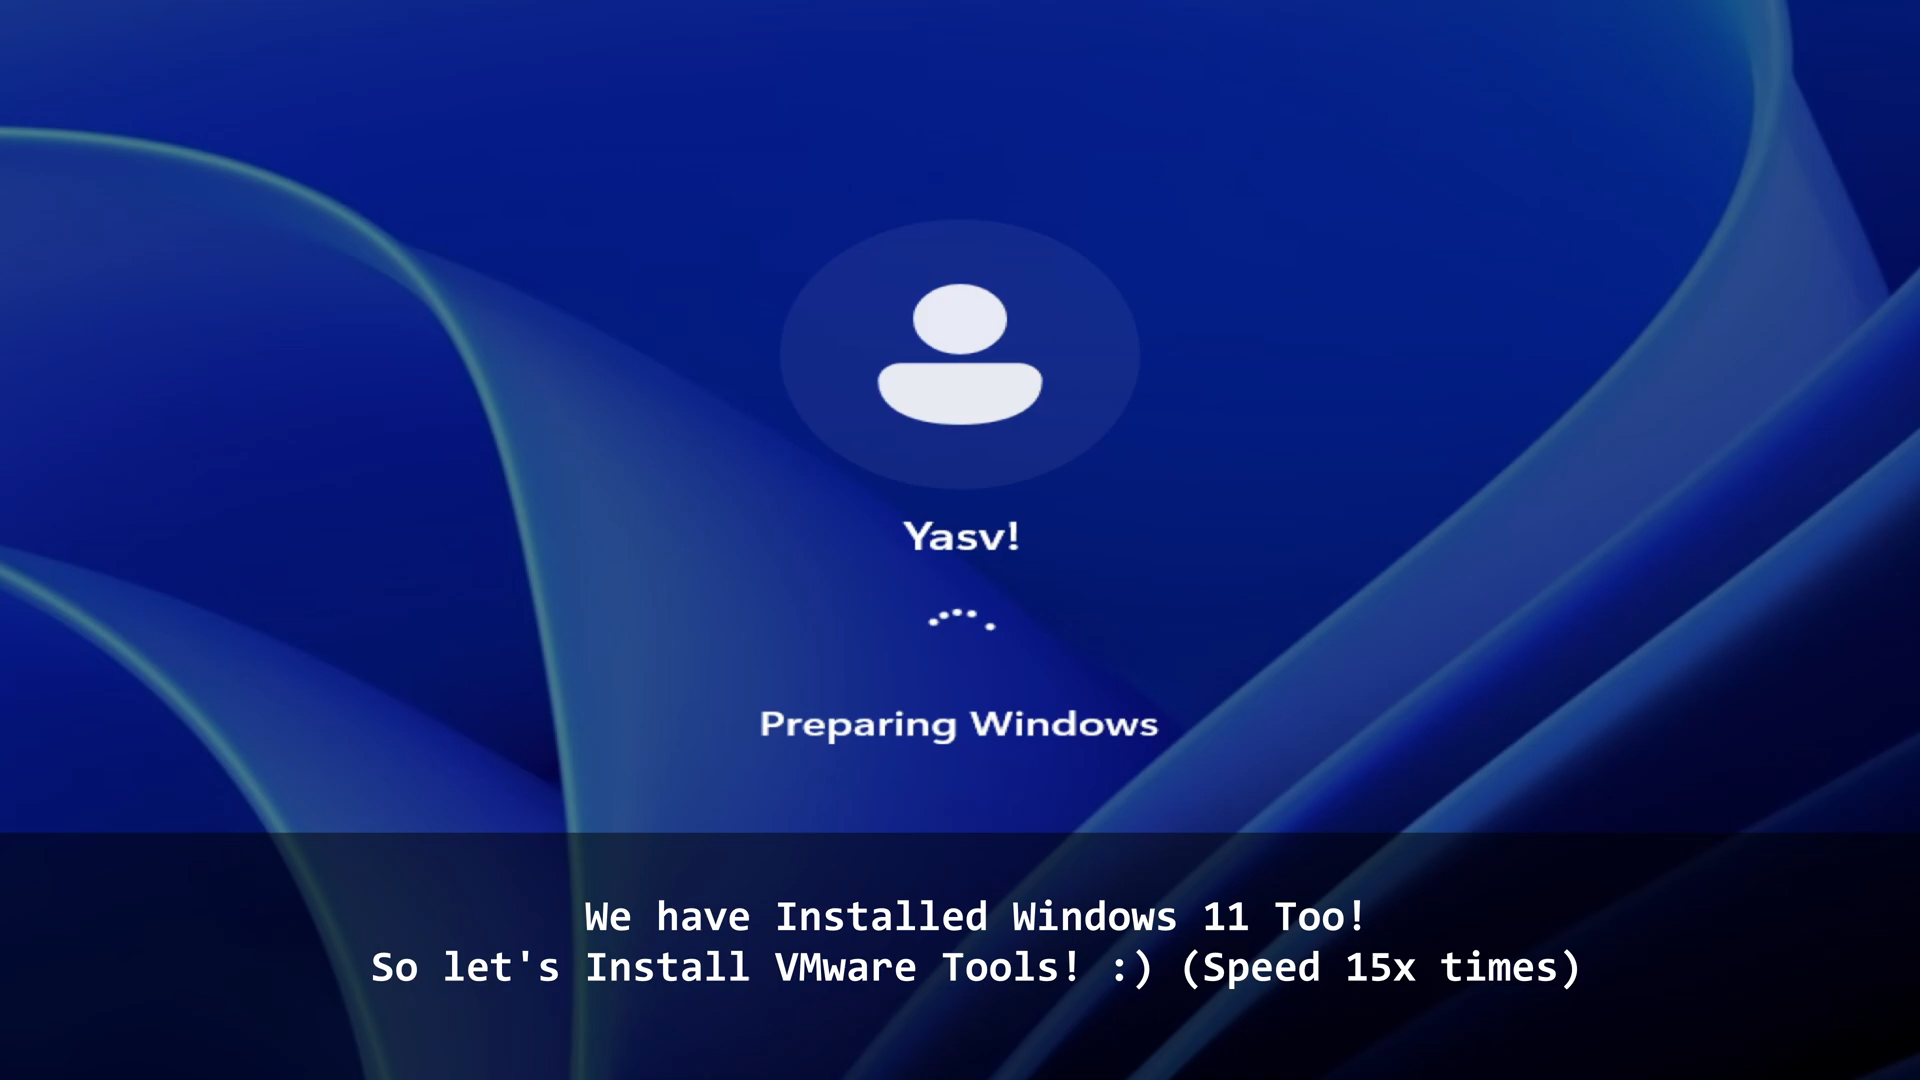 Yasv!
Preparing Windows
We have Installed Windows 11 Too!
So let's Install VMware Tools! :) (Speed 15x times)